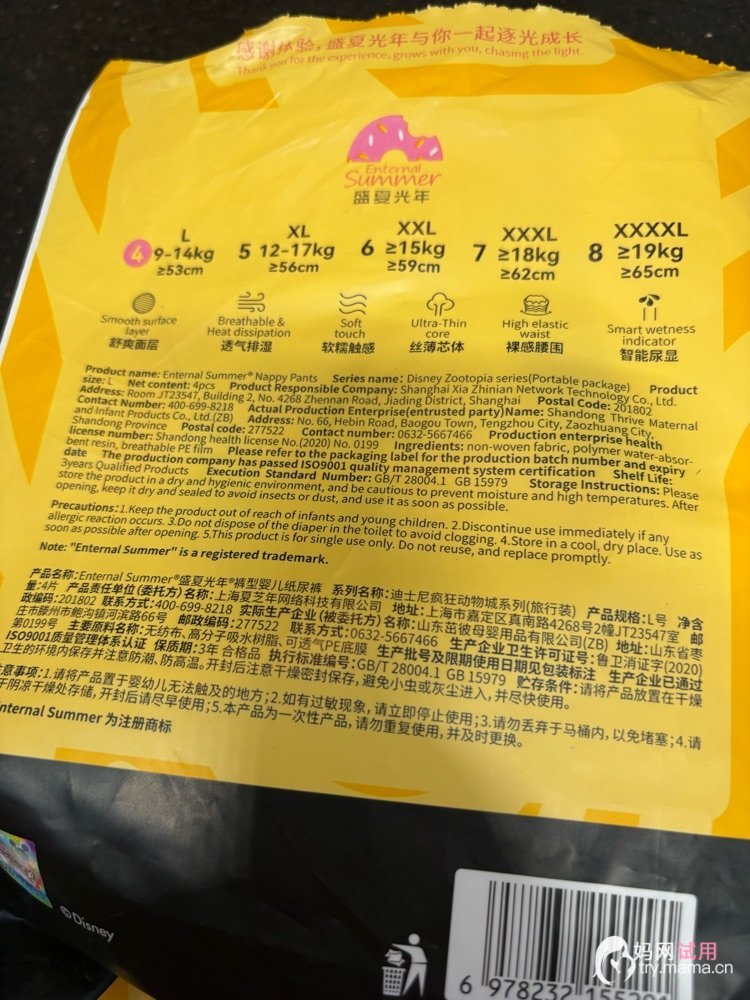 感谢体验,盛夏光年与你一起逐光成长
Thank you for the experience, grows with you, chasing the light.
Enternal
Summer
盛夏光年
L
4 9-14kg
≥53cm
XL
5 12-17kg
≥56cm
XXL
6 ≥15kg
≥59cm
XXXL
7 ≥18kg
≥62cm
XXXXL
8 ≥19kg
≥65cm
Smooth surface
layer
舒爽面层
Breathable &
Heat dissipation
透气排湿
Soft
touch
软糯触感
Ultra-Thin
core
丝薄芯体
High elastic
waist
裸感腰围
Smart wetness
indicator
智能尿显
Product name: Enternal Summer® Nappy Pants Series name: Disney Zootopia series(Portable package) Product
size: L Net content: 4pcs Product Responsible Company: Shanghai Xia Zhinian Network Technology Co., Ltd.
Address: Room JT23547, Building 2, No. 4268 Zhennan Road, Jiading District, Shanghai Postal Code: 201802
Contact Number: 400-699-8218 Actual Production Enterprise(entrusted party)Name: Shandong Thrive Maternal
and Infant Products Co., Ltd.(ZB) Address: No. 66, Hebin Road, Baogou Town, Tengzhou City, Zaozhuang City,
Shandong Province Postal code: 277522 Contact number: 0632-5667466 Production enterprise health
license number: Shandong health license No.(2020) No. 0199 Ingredients: non-woven fabric, polymer water-absor-
bent resin, breathable PE film Please refer to the packaging label for the production batch number and expiry
date The production company has passed ISO9001 quality management system certification Shelf Life:
3years Qualified Products Execution Standard Number: GB/T 28004.1 GB 15979 Storage Instructions: Please
store the product in a dry and hygienic environment, and be cautious to prevent moisture and high temperatures. After
opening, keep it dry and sealed to avoid insects or dust, and use it as soon as possible.
Precautions:1.Keep the product out of reach of infants and young children. 2.Discontinue use immediately if any
allergic reaction occurs. 3.Do not dispose of the diaper in the toilet to avoid clogging. 4.Store in a cool, dry place. Use as
soon as possible after opening. 5.This product is for single use only. Do not reuse, and replace promptly.
Note: "Enternal Summer" is a registered trademark.
产品名称:Enternal Summer®盛夏光年®裤型婴儿纸尿裤 系列名称:迪士尼疯狂动物城系列(旅行装) 产品规格:L号 净含
量:4片 产品责任单位(委托方)名称:上海夏芝年网络科技有限公司 地址:上海市嘉定区真南路4268号2幢JT23547室 邮
政编码:201802 联系方式:400-699-8218 实际生产企业(被委托方)名称:山东茁彼母婴用品有限公司(ZB) 地址:山东省枣
庄市滕州市鲍沟镇河滨路66号 邮政编码:277522 联系方式:0632-5667466 生产企业卫生许可证号:鲁卫消证字(2020)
第0199号 主要原料名称:无纺布、高分子吸水树脂、可透气PE底膜 生产批号及限期使用日期见包装标注 生产企业已通过
ISO9001质量管理体系认证 保质期:3年 合格品 执行标准编号:GB/T 28004.1 GB 15979 贮存条件:请将产品放置在干燥
卫生的环境内保存并注意防潮、防高温。开封后注意干燥密封保存,避免小虫或灰尘进入,并尽快使用。
意事项:1.请将产品置于婴幼儿无法触及的地方;2.如有过敏现象,请立即停止使用;3.请勿丢弃于马桶内,以免堵塞;4.请
于阴凉干燥处存储,开封后请尽早使用;5.本产品为一次性产品,请勿重复使用,并及时更换。
nternal Summer 为注册商标
©Disney
6 978232
妈网试用
try.mama.cn